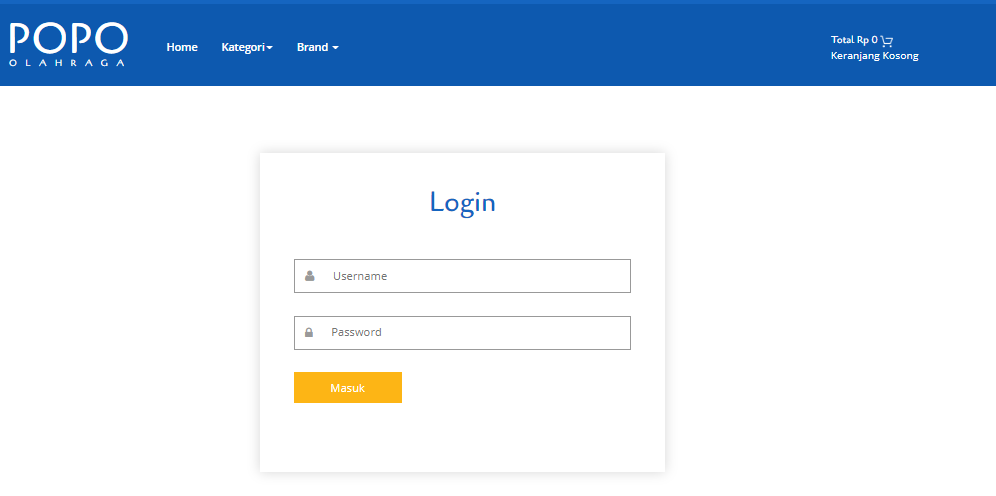 POPO
OLAHRAGA
Home Kategori Brand
Total Rp 0
Keranjang Kosong
Login
Username
Password
Masuk